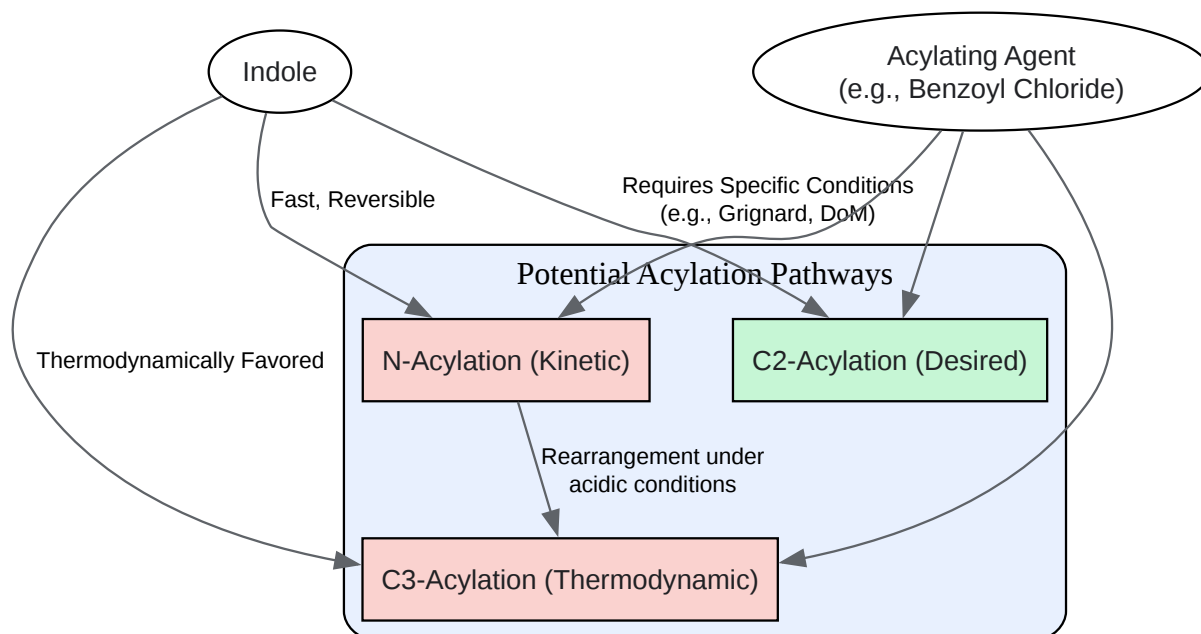 Indole
Acylating Agent
(e.g., Benzoyl Chloride)
Fast, Reversible
Requires Specific Conditions
(e.g., Grignard, DoM)
Potential Acylation Pathways
Thermodynamically Favored
N-Acylation (Kinetic)
C2-Acylation (Desired)
Rearrangement under
acidic conditions
C3-Acylation (Thermodynamic)